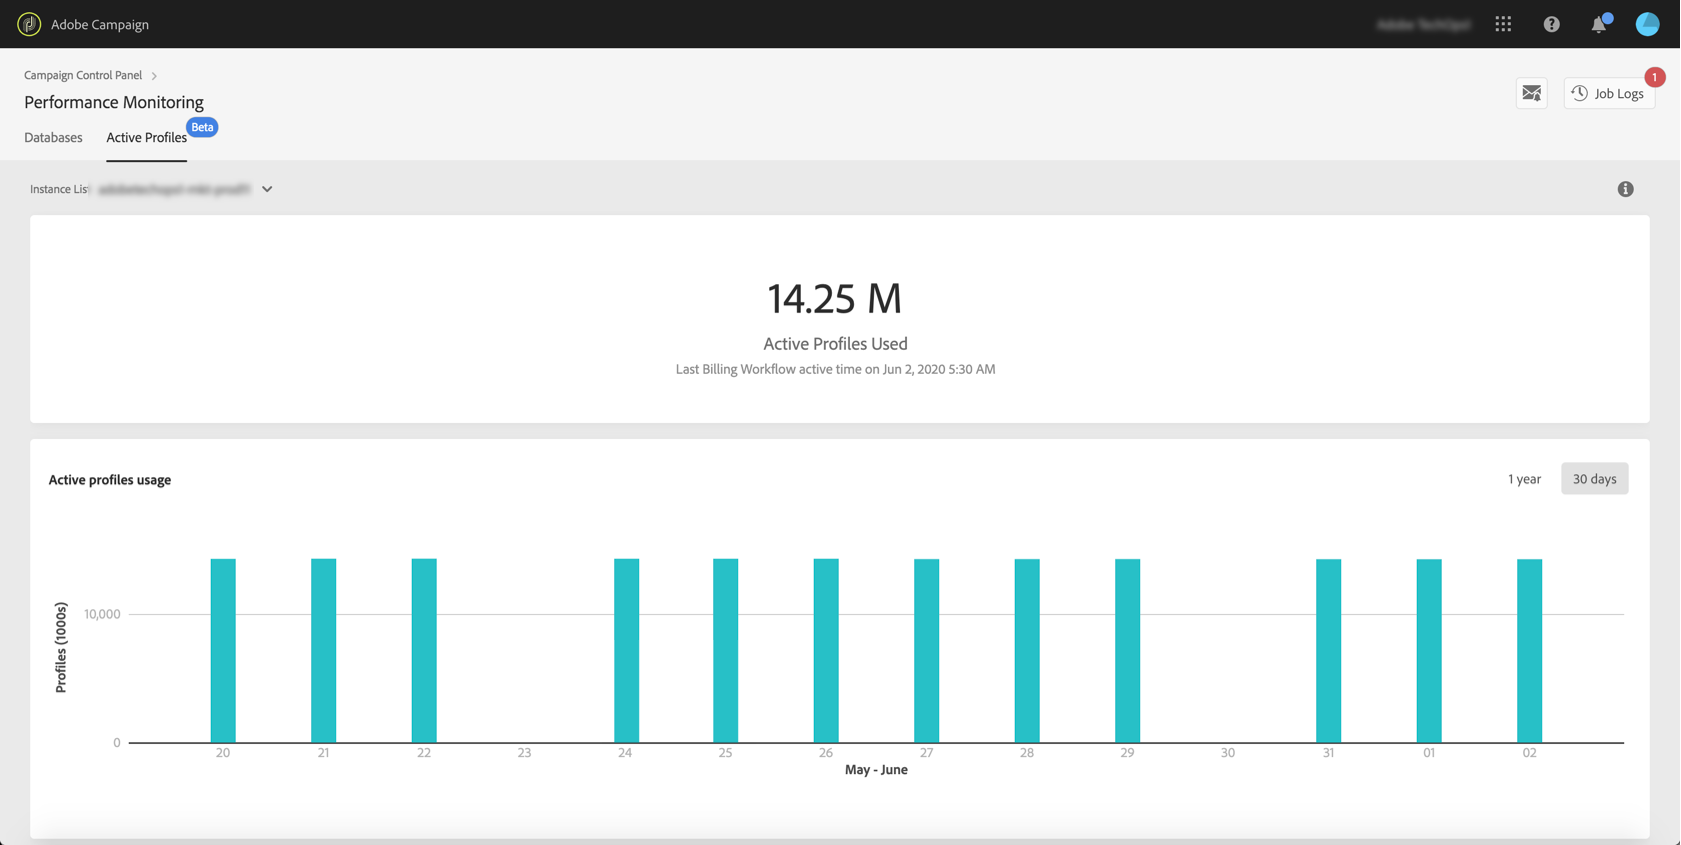 Adobe Campaign
Campaign Control Panel
1
Performance Monitoring
Job Logs
Databases
Active Profiles
Beta
Instance List
14.25 M
Active Profiles Used
Last Billing Workflow active time on Jun 2, 2020 5:30 AM
Active profiles usage
1 year
30 days
Profiles (1000s)
10,000
0
20 21 22 23 24 25 26 27 28 29 30 31 01 02
May - June